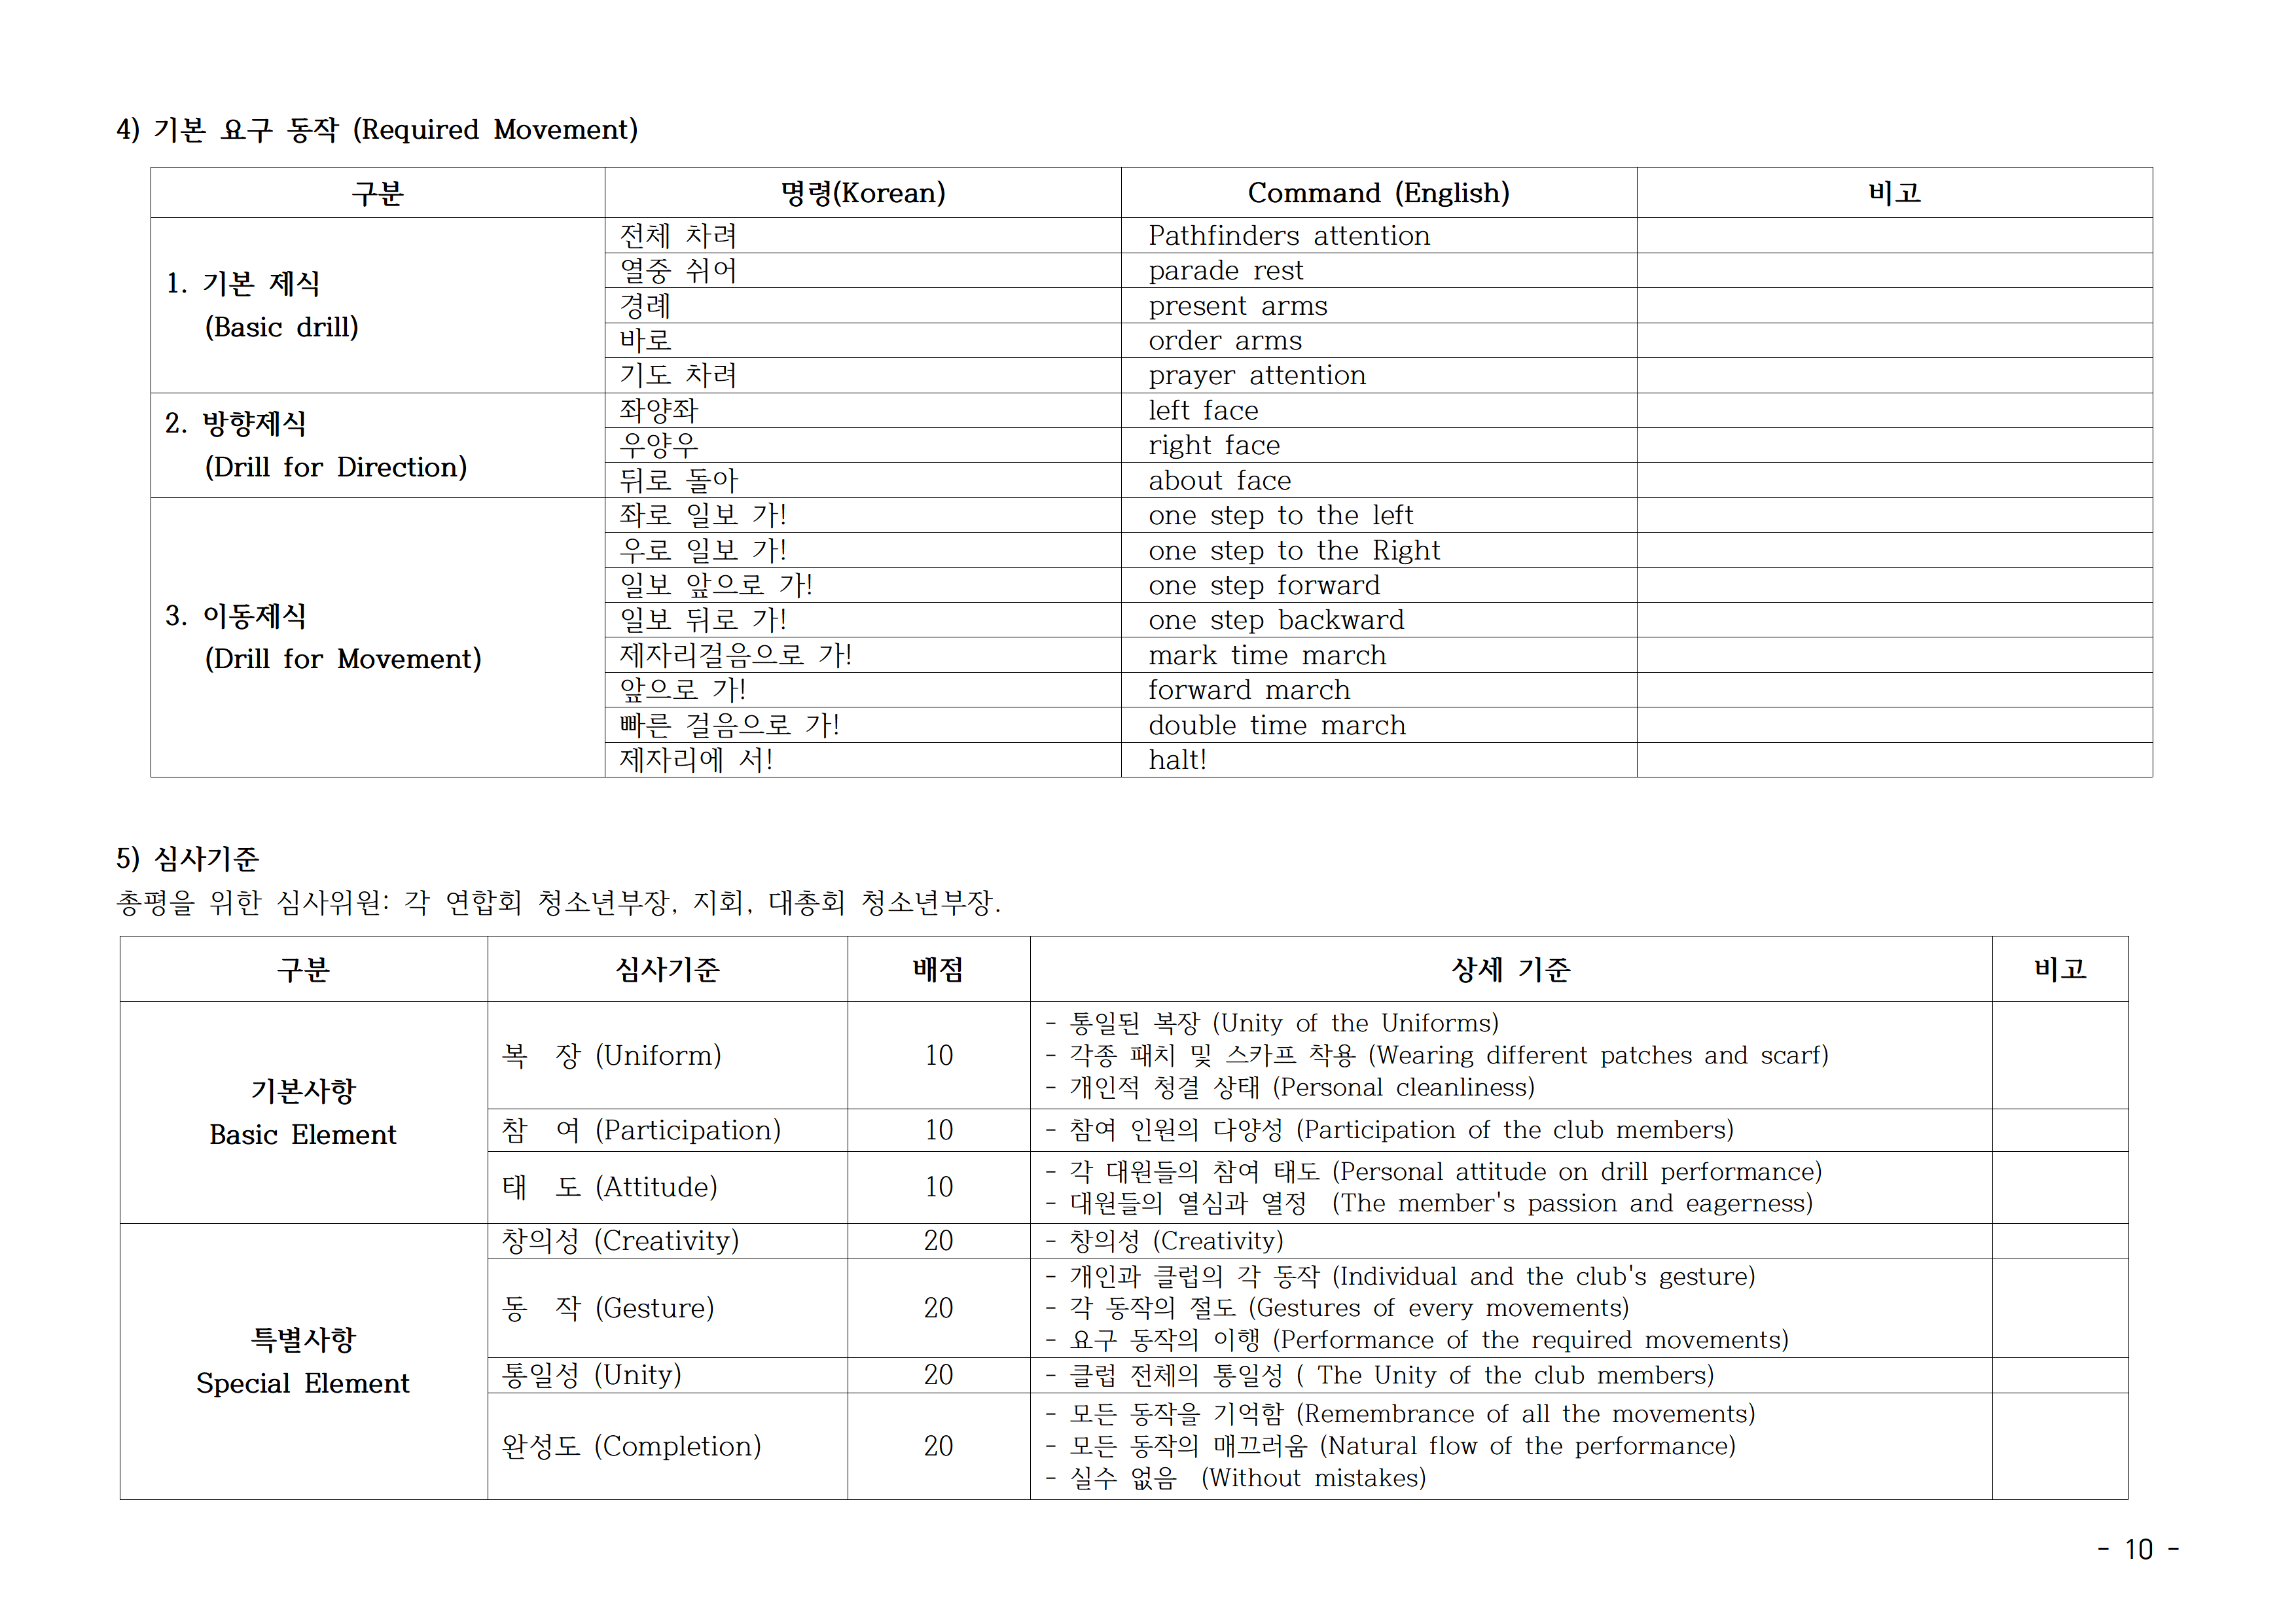 4) 기본 요구 동작 (Required Movement)
구분 명령(Korean) Command (English) 비고
1. 기본 제식
(Basic drill)
전체 차려 Pathfinders attention
열중 쉬어 parade rest
경례 present arms
바로 order arms
기도 차려 prayer attention
2. 방향제식
(Drill for Direction)
좌양좌 left face
우양우 right face
뒤로 돌아 about face
3. 이동제식
(Drill for Movement)
좌로 일보 가! one step to the left
우로 일보 가! one step to the Right
일보 앞으로 가! one step forward
일보 뒤로 가! one step backward
제자리걸음으로 가! mark time march
앞으로 가! forward march
빠른 걸음으로 가! double time march
제자리에 서! halt!
5) 심사기준
총평을 위한 심사위원: 각 연합회 청소년부장, 지회, 대총회 청소년부장.
구분 심사기준 배점 상세 기준 비고
기본사항
Basic Element
복 장 (Uniform) 10
- 통일된 복장 (Unity of the Uniforms)
- 각종 패치 및 스카프 착용 (Wearing different patches and scarf)
- 개인적 청결 상태 (Personal cleanliness)
참 여 (Participation) 10 - 참여 인원의 다양성 (Participation of the club members)
태 도 (Attitude) 10
- 각 대원들의 참여 태도 (Personal attitude on drill performance)
- 대원들의 열심과 열정 (The member's passion and eagerness)
특별사항
Special Element
창의성 (Creativity) 20 - 창의성 (Creativity)
동 작 (Gesture) 20
- 개인과 클럽의 각 동작 (Individual and the club's gesture)
- 각 동작의 절도 (Gestures of every movements)
- 요구 동작의 이행 (Performance of the required movements)
통일성 (Unity) 20 - 클럽 전체의 통일성 ( The Unity of the club members)
완성도 (Completion) 20
- 모든 동작을 기억함 (Remembrance of all the movements)
- 모든 동작의 매끄러움 (Natural flow of the performance)
- 실수 없음 (Without mistakes)
- 10 -